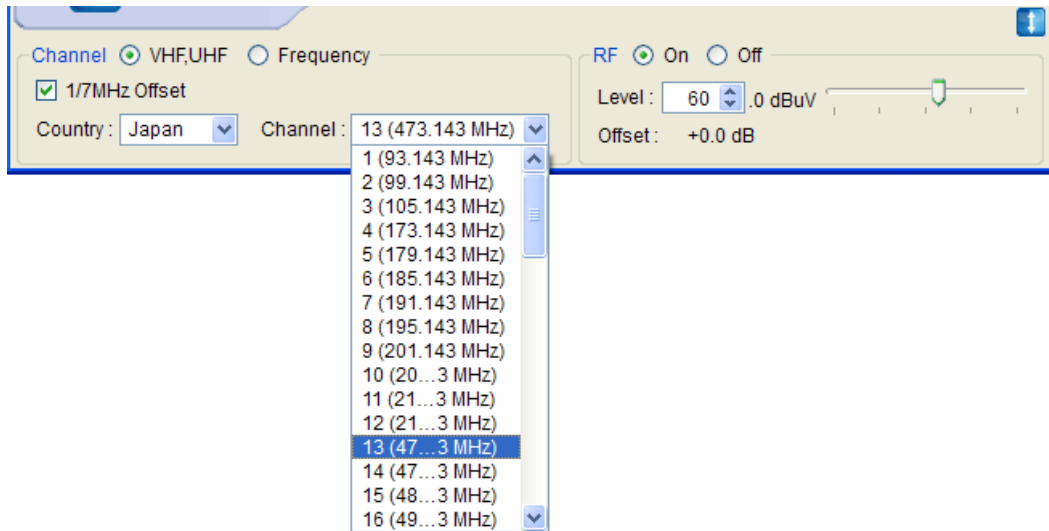 Channel VHF,UHF Frequency
1/7MHz Offset
Country : Japan Channel : 13 (473.143 MHz)
1 (93.143 MHz)
2 (99.143 MHz)
3 (105.143 MHz)
4 (173.143 MHz)
5 (179.143 MHz)
6 (185.143 MHz)
7 (191.143 MHz)
8 (195.143 MHz)
9 (201.143 MHz)
10 (20...3 MHz)
11 (21...3 MHz)
12 (21...3 MHz)
13 (47...3 MHz)
14 (47...3 MHz)
15 (48...3 MHz)
16 (49...3 MHz)
RF On Off
Level : 60 .0 dBuV
Offset : +0.0 dB